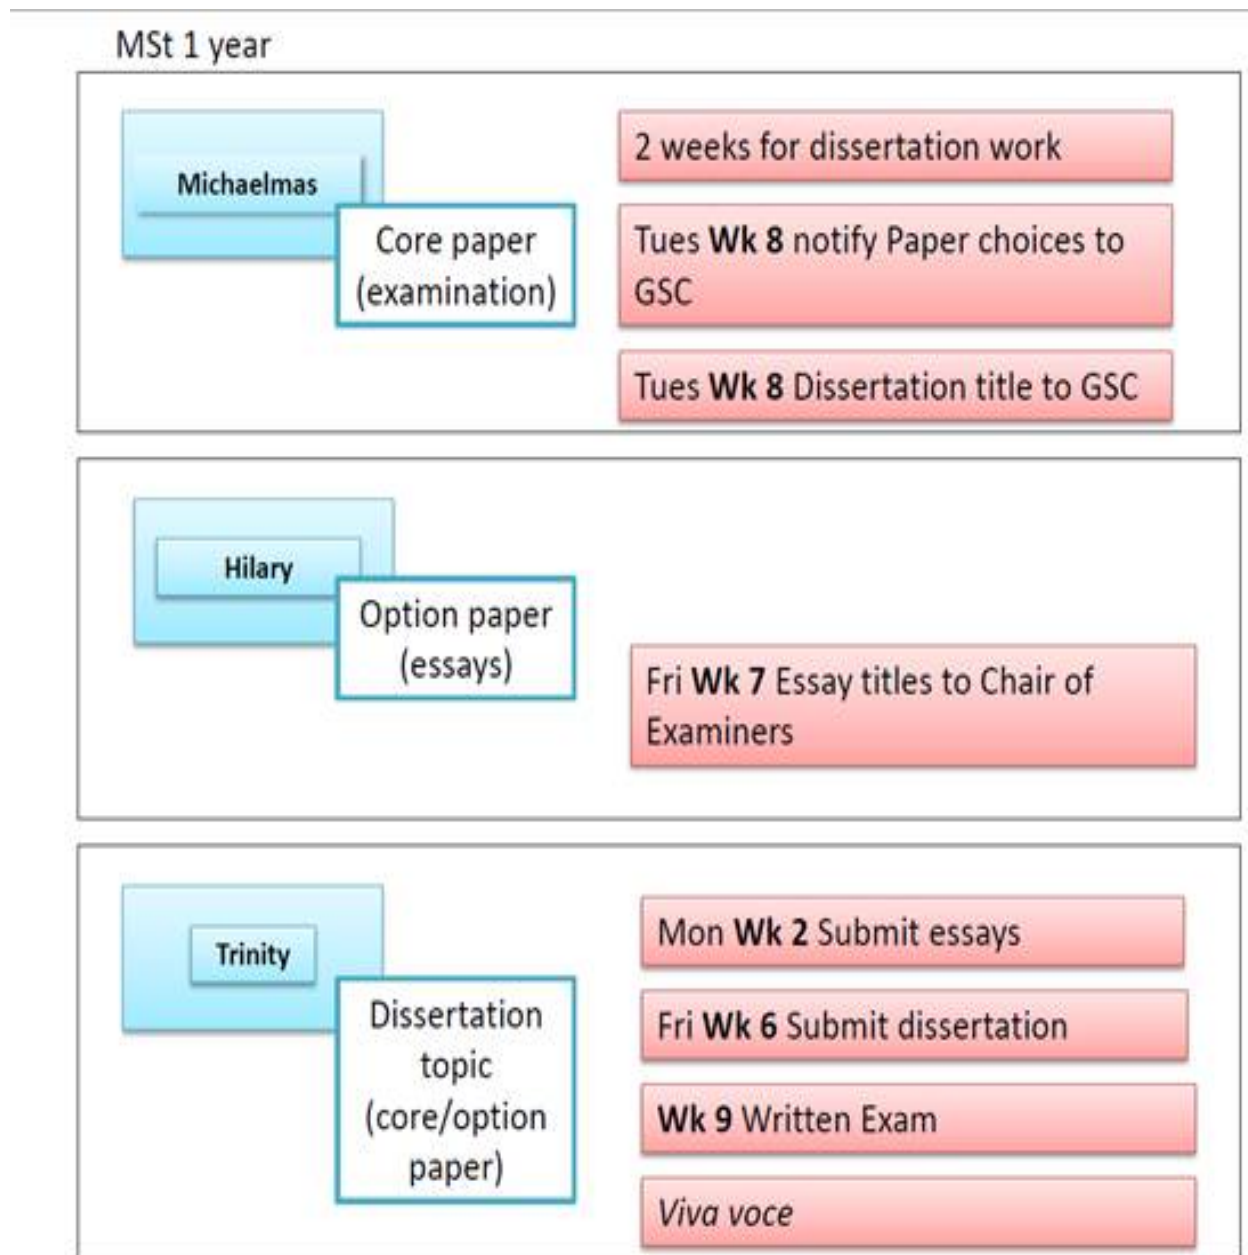 MSt 1 year
Michaelmas
Core paper
(examination)
2 weeks for dissertation work
Tues Wk 8 notify Paper choices to
GSC
Tues Wk 8 Dissertation title to GSC
Hilary
Option paper
(essays)
Fri Wk 7 Essay titles to Chair of
Examiners
Trinity
Dissertation
topic
(core/option
paper)
Mon Wk 2 Submit essays
Fri Wk 6 Submit dissertation
Wk 9 Written Exam
Viva voce